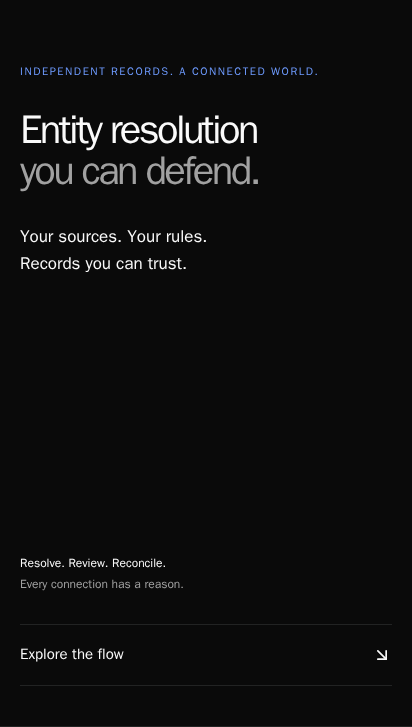 INDEPENDENT RECORDS. A CONNECTED WORLD.
Entity resolution
you can defend.
Your sources. Your rules.
Records you can trust.
Resolve. Review. Reconcile.
Every connection has a reason.
Explore the flow